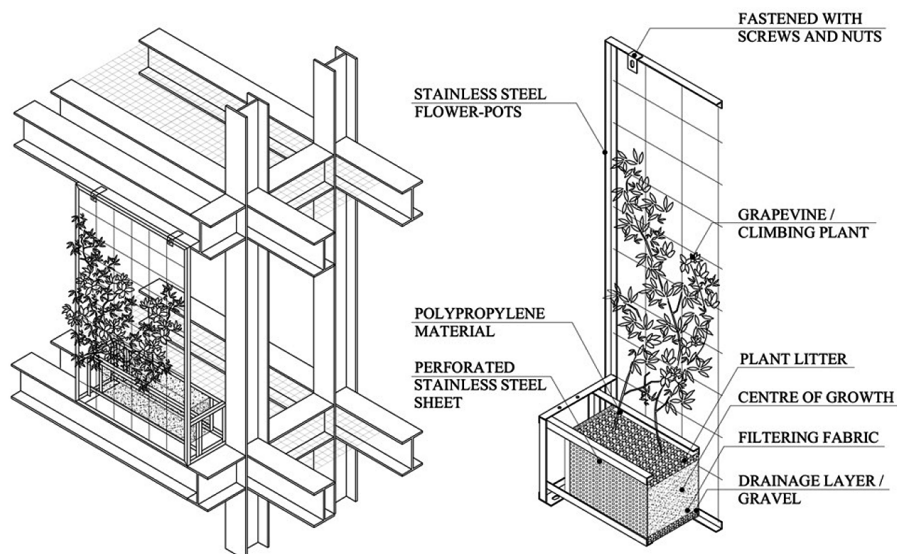 FASTENED WITH
SCREWS AND NUTS
STAINLESS STEEL
FLOWER-POTS
GRAPEVINE /
CLIMBING PLANT
POLYPROPYLENE
MATERIAL
PERFORATED
STAINLESS STEEL
SHEET
PLANT LITTER
CENTRE OF GROWTH
FILTERING FABRIC
DRAINAGE LAYER /
GRAVEL